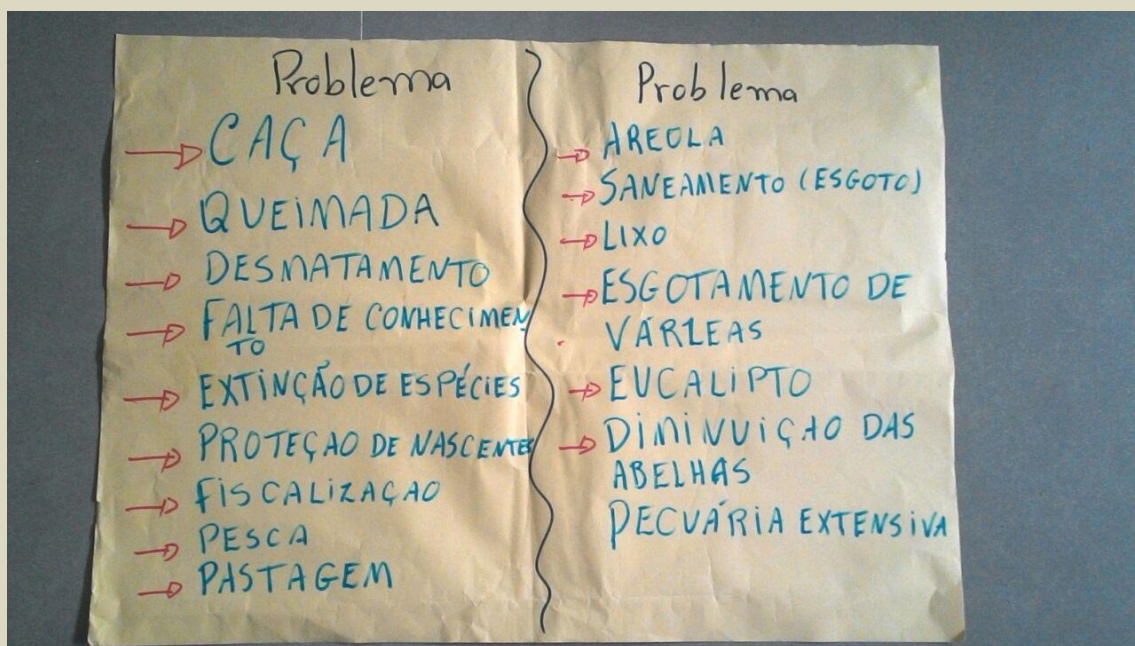 Problema
CAÇA
QUEIMADA
DESMATAMENTO
FALTA DE CONHECIMEN
TO
EXTINÇÃO DE ESPÉCIES
PROTEÇAO DE NASCENTES
FISCALIZAÇAO
PESCA
PASTAGEM
Problema
AREOLA
SANEAMENTO (ESGOTO)
LIXO
ESGOTAMENTO DE
VÁRZEAS
EUCALIPTO
DIMINUIÇÃO DAS
ABELHAS
PECUÁRIA EXTENSIVA